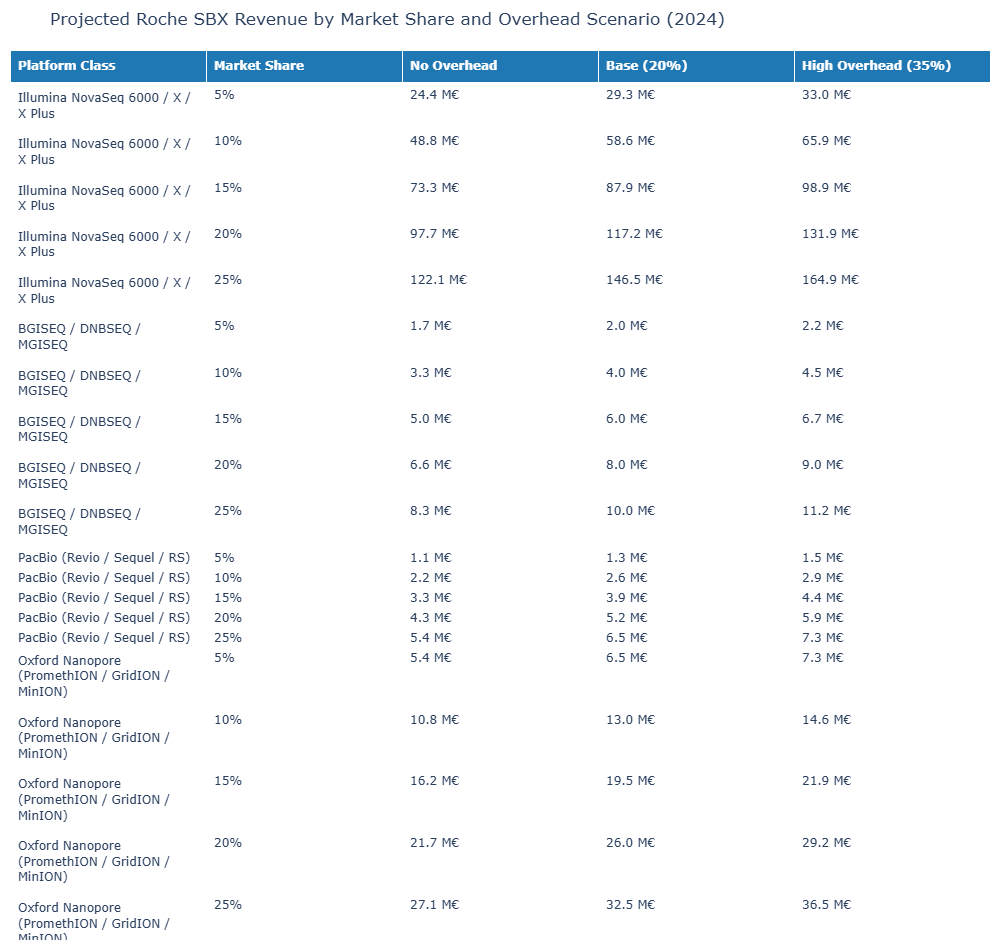 Projected Roche SBX Revenue by Market Share and Overhead Scenario (2024)
Platform Class Market Share No Overhead Base (20%) High Overhead (35%)
Illumina NovaSeq 6000 / X / 5% 24.4 M€ 29.3 M€ 33.0 M€
X Plus
Illumina NovaSeq 6000 / X / 10% 48.8 M€ 58.6 M€ 65.9 M€
X Plus
Illumina NovaSeq 6000 / X / 15% 73.3 M€ 87.9 M€ 98.9 M€
X Plus
Illumina NovaSeq 6000 / X / 20% 97.7 M€ 117.2 M€ 131.9 M€
X Plus
Illumina NovaSeq 6000 / X / 25% 122.1 M€ 146.5 M€ 164.9 M€
X Plus
BGISEQ / DNBSEQ / 5% 1.7 M€ 2.0 M€ 2.2 M€
MGISEQ
BGISEQ / DNBSEQ / 10% 3.3 M€ 4.0 M€ 4.5 M€
MGISEQ
BGISEQ / DNBSEQ / 15% 5.0 M€ 6.0 M€ 6.7 M€
MGISEQ
BGISEQ / DNBSEQ / 20% 6.6 M€ 8.0 M€ 9.0 M€
MGISEQ
BGISEQ / DNBSEQ / 25% 8.3 M€ 10.0 M€ 11.2 M€
MGISEQ
PacBio (Revio / Sequel / RS) 5% 1.1 M€ 1.3 M€ 1.5 M€
PacBio (Revio / Sequel / RS) 10% 2.2 M€ 2.6 M€ 2.9 M€
PacBio (Revio / Sequel / RS) 15% 3.3 M€ 3.9 M€ 4.4 M€
PacBio (Revio / Sequel / RS) 20% 4.3 M€ 5.2 M€ 5.9 M€
PacBio (Revio / Sequel / RS) 25% 5.4 M€ 6.5 M€ 7.3 M€
Oxford Nanopore 5% 5.4 M€ 6.5 M€ 7.3 M€
(PromethION / GridION /
MinION)
Oxford Nanopore 10% 10.8 M€ 13.0 M€ 14.6 M€
(PromethION / GridION /
MinION)
Oxford Nanopore 15% 16.2 M€ 19.5 M€ 21.9 M€
(PromethION / GridION /
MinION)
Oxford Nanopore 20% 21.7 M€ 26.0 M€ 29.2 M€
(PromethION / GridION /
MinION)
Oxford Nanopore 25% 27.1 M€ 32.5 M€ 36.5 M€
(PromethION / GridION /
MinION)